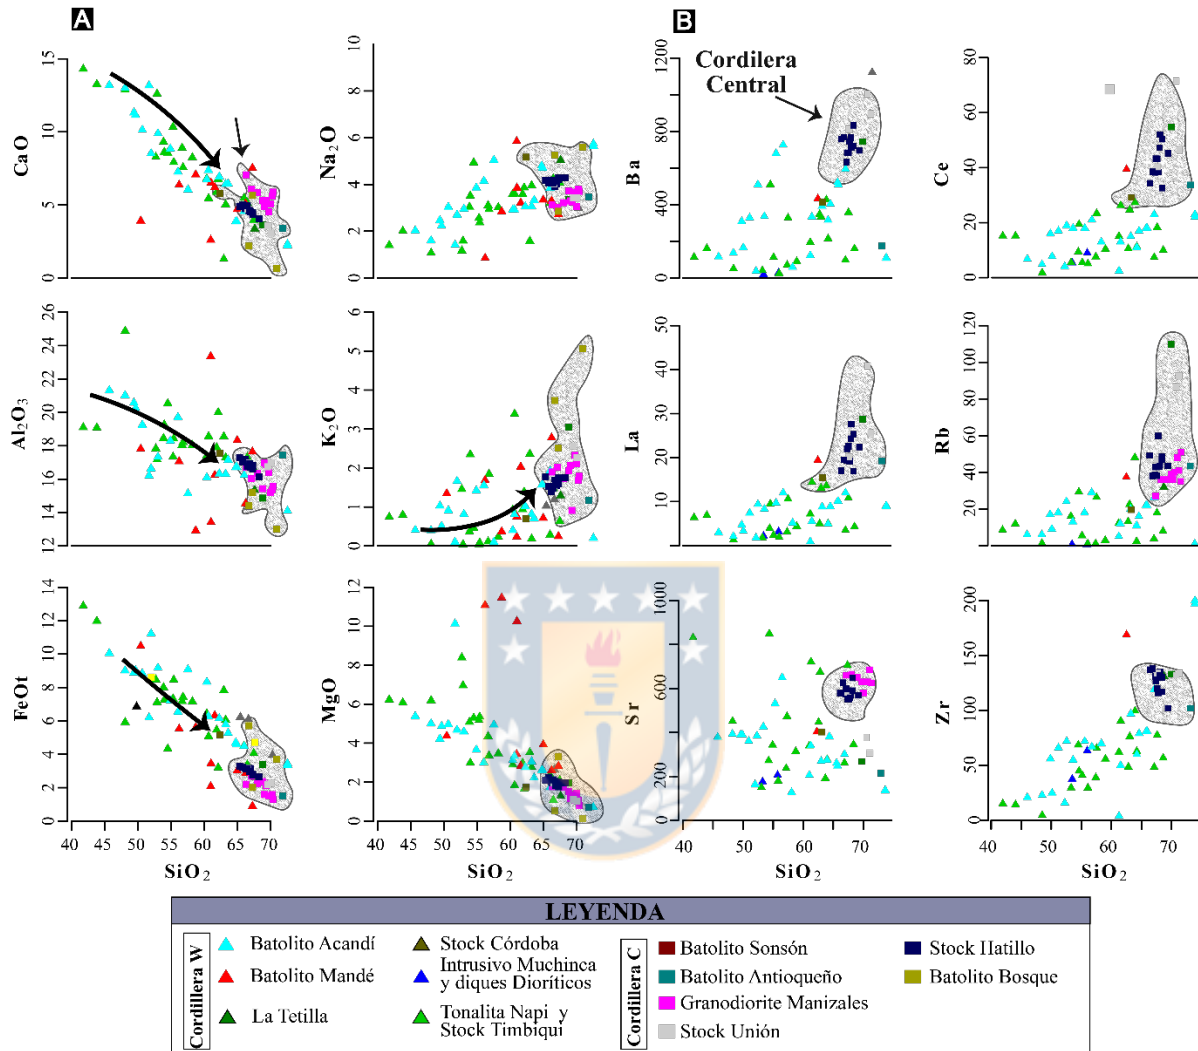 A
B
CaO
0 5 10 15
Na2O
0 2 4 6 8 10
Ba
0 400 800 1200
Cordilera
Central
Ce
0 20 40 60 80
Al2O3
12 14 16 18 20 22 24 26
K2O
0 1 2 3 4 5 6
La
10 20 30 40 50
Rb
20 40 60 80 100 120
FeOt
0 2 4 6 8 10 12 14
MgO
0 2 4 6 8 10 12
Sr
0 200 600 1000
Zr
0 50 100 150 200
40 45 50 55 60 65 70
40 45 50 55 60 65 70
40 50 60 70
40 50 60 70
SiO2
SiO2
SiO2
SiO2
LEYENDA
Cordillera W
Batolito Acandí
Batolito Mandé
La Tetilla
Stock Córdoba
Intrusivo Muchinca
y diques Dioríticos
Tonalita Napi y
Stock Timbiqui
Cordillera C
Batolito Sonsón
Batolito Antioqueño
Granodiorite Manizales
Stock Unión
Stock Hatillo
Batolito Bosque